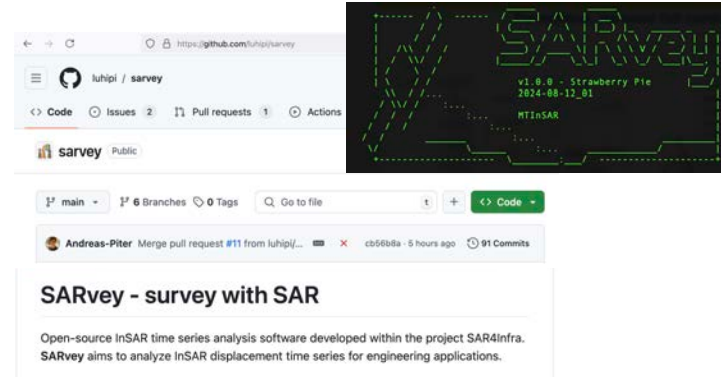 https://github.com/luhipi/sarvey
luhipi / sarvey
<> Code Issues 2 Pull requests 1 Actions
sarvey Public
SARvey
v1.0.0 - Strawberry Pie
2024-08-12_01
MTInSAR
main 6 Branches 0 Tags Go to file t + <> Code
Andreas-Piter Merge pull request #11 from luhipi/... cb56b8a · 5 hours ago 91 Commits
SARvey - survey with SAR
Open-source InSAR time series analysis software developed within the project SAR4Infra.
SARvey aims to analyze InSAR displacement time series for engineering applications.